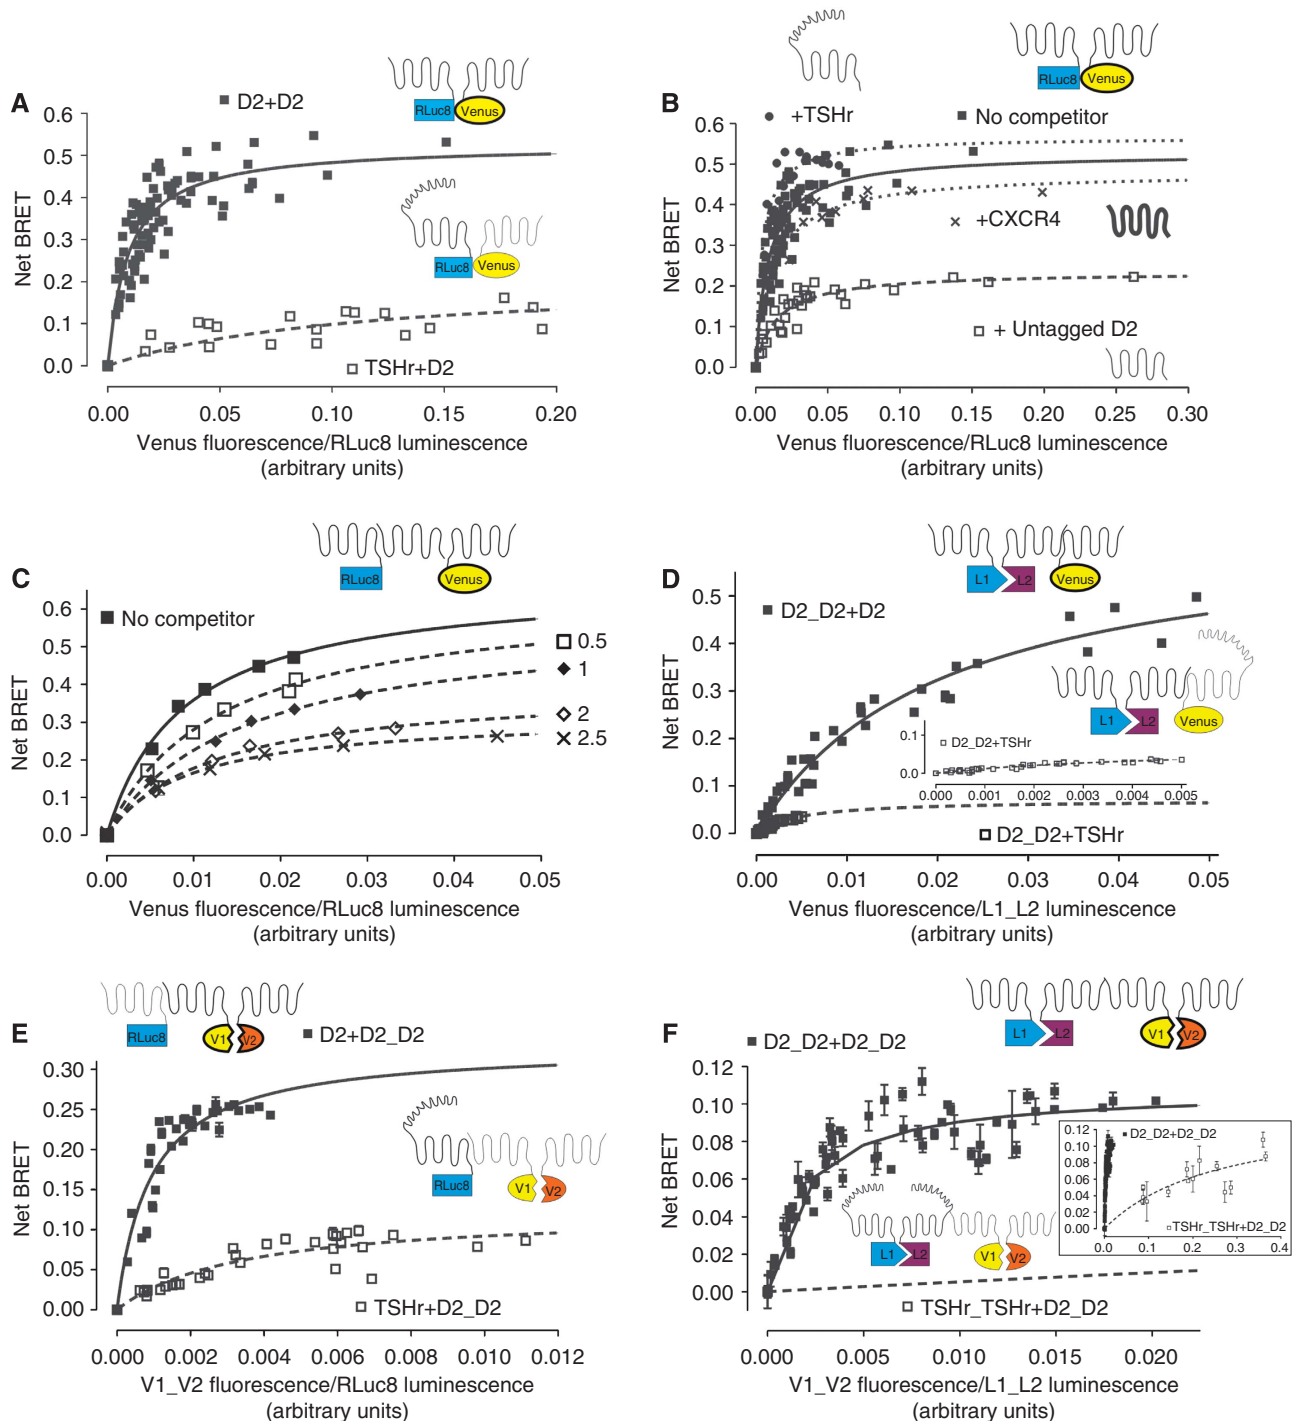 A
D2+D2
RLuc8
Venus
Net BRET
0.6
0.5
0.4
0.3
0.2
0.1
0.0
RLuc8
Venus
TSHr+D2
0.00
0.05
0.10
0.15
0.20
Venus fluorescence/RLuc8 luminescence
(arbitrary units)
B
+TSHr
RLuc8
Venus
No competitor
Net BRET
0.6
0.5
0.4
0.3
0.2
0.1
0.0
+CXCR4
+ Untagged D2
0.00
0.05
0.10
0.15
0.20
0.25
0.30
Venus fluorescence/RLuc8 luminescence
(arbitrary units)
C
RLuc8
Venus
No competitor
Net BRET
0.6
0.5
0.4
0.3
0.2
0.1
0.0
0.5
1
2
2.5
0.00
0.01
0.02
0.03
0.04
0.05
Venus fluorescence/RLuc8 luminescence
(arbitrary units)
D
L1
L2
Venus
D2_D2+D2
Net BRET
0.5
0.4
0.3
0.2
0.1
0.0
L1
L2
Venus
0.1
0.0
D2_D2+TSHr
0.000
0.001
0.002
0.003
0.004
0.005
D2_D2+TSHr
0.00
0.01
0.02
0.03
0.04
0.05
Venus fluorescence/L1_L2 luminescence
(arbitrary units)
E
RLuc8
V1
V2
D2+D2_D2
Net BRET
0.30
0.25
0.20
0.15
0.10
0.05
0.00
RLuc8
V1
V2
TSHr+D2_D2
0.000
0.002
0.004
0.006
0.008
0.010
0.012
V1_V2 fluorescence/RLuc8 luminescence
(arbitrary units)
F
L1
L2
V1
V2
D2_D2+D2_D2
Net BRET
0.10
0.08
0.06
0.04
0.02
0.00
L1
L2
V1
V2
0.12
0.10
0.08
0.06
0.04
0.02
0.00
D2_D2+D2_D2
TSHr_TSHr+D2_D2
0.0
0.1
0.2
0.3
0.4
TSHr_TSHr+D2_D2
0.000
0.005
0.010
0.015
0.020
V1_V2 fluorescence/L1_L2 luminescence
(arbitrary units)